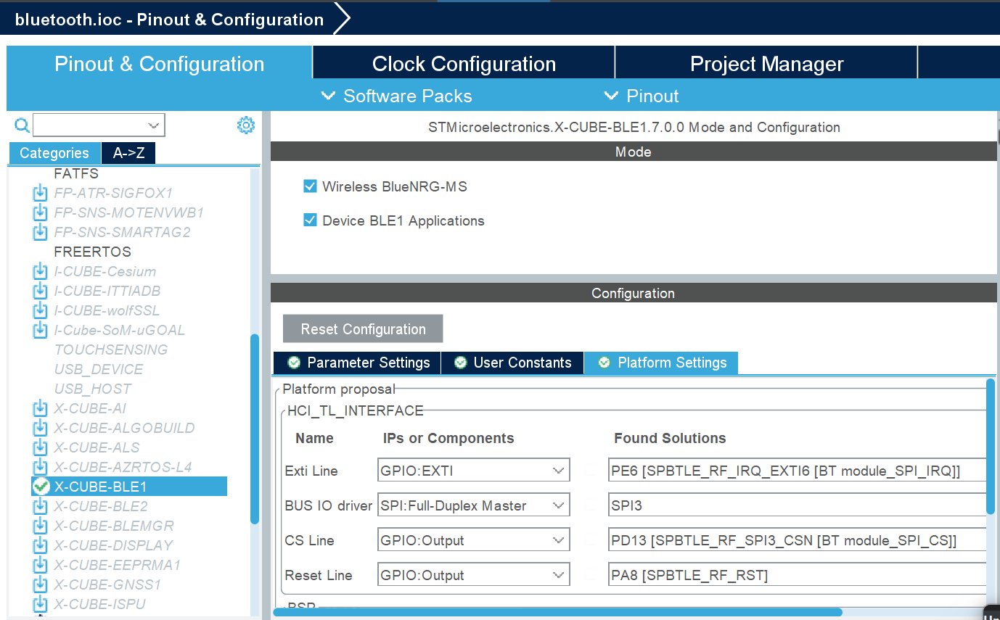 bluetooth.ioc - Pinout & Configuration
Pinout & Configuration
Clock Configuration
Project Manager
Software Packs
Pinout
Categories
A->Z
FATFS
FP-ATR-SIGFOX1
FP-SNS-MOTENVWB1
FP-SNS-SMARTAG2
FREERTOS
I-CUBE-Cesium
I-CUBE-ITTIADB
I-CUBE-wolfSSL
I-Cube-SoM-uGOAL
TOUCHSENSING
USB_DEVICE
USB_HOST
X-CUBE-AI
X-CUBE-ALGOBUILD
X-CUBE-ALS
X-CUBE-AZRTOS-L4
X-CUBE-BLE1
X-CUBE-BLE2
X-CUBE-BLEMGR
X-CUBE-DISPLAY
X-CUBE-EEPRMA1
X-CUBE-GNSS1
X-CUBE-ISPU
STMicroelectronics.X-CUBE-BLE1.7.0.0 Mode and Configuration
Mode
Wireless BlueNRG-MS
Device BLE1 Applications
Configuration
Reset Configuration
Parameter Settings
User Constants
Platform Settings
Platform proposal
HCI_TL_INTERFACE
Name IPs or Components Found Solutions
Exti Line GPIO:EXTI PE6 [SPBTLE_RF_IRQ_EXTI6 [BT module_SPI_IRQ]]
BUS IO driver SPI:Full-Duplex Master SPI3
CS Line GPIO:Output PD13 [SPBTLE_RF_SPI3_CSN [BT module_SPI_CS]]
Reset Line GPIO:Output PA8 [SPBTLE_RF_RST]
BSP